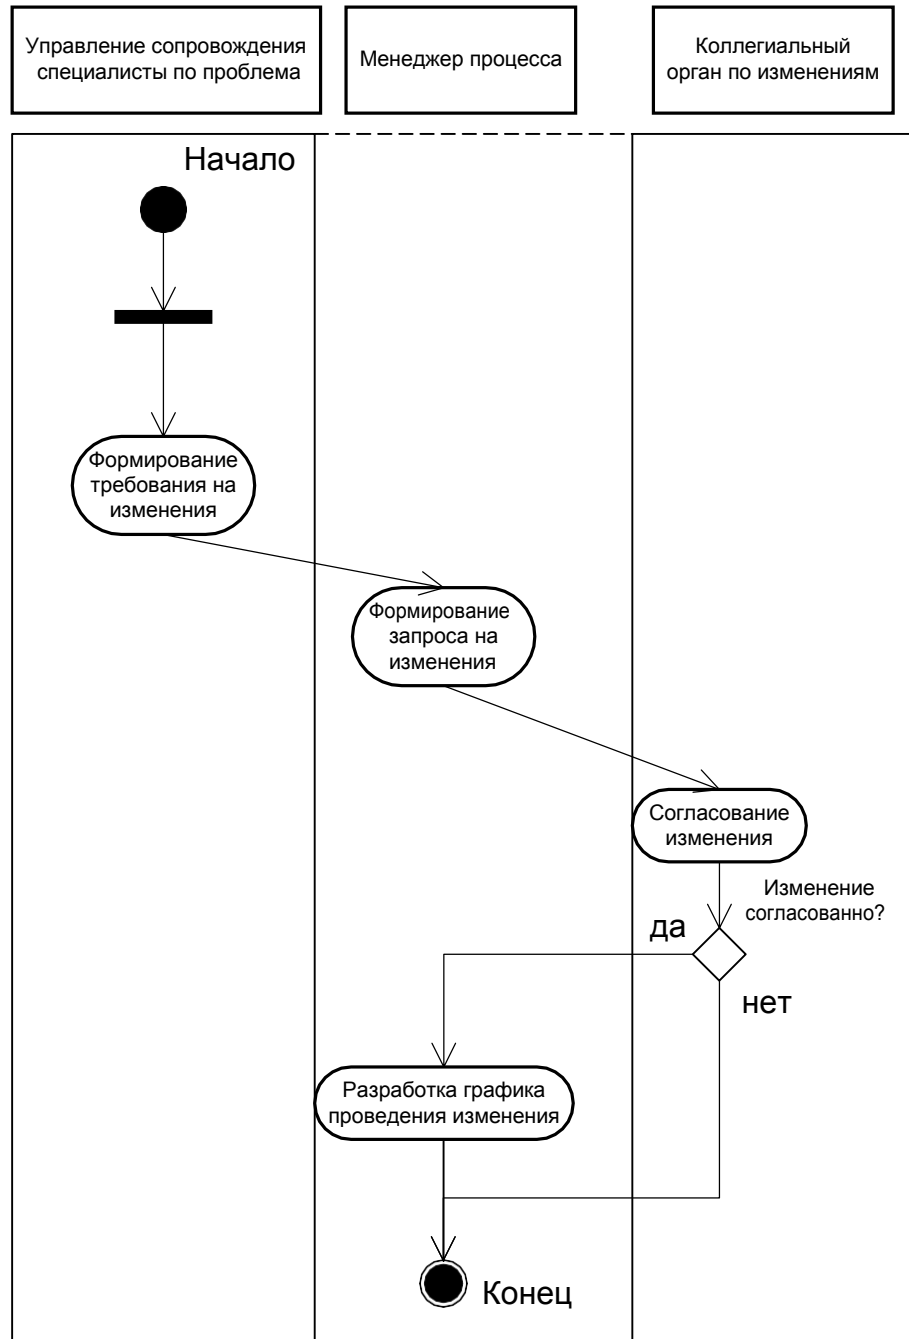 Управление сопровождения
специалисты по проблема
Менеджер процесса
Коллегиальный
орган по изменениям
Начало
Формирование
требования на
изменения
Формирование
запроса на
изменения
Согласование
изменения
Изменение
согласованно?
да
нет
Разработка графика
проведения изменения
Конец